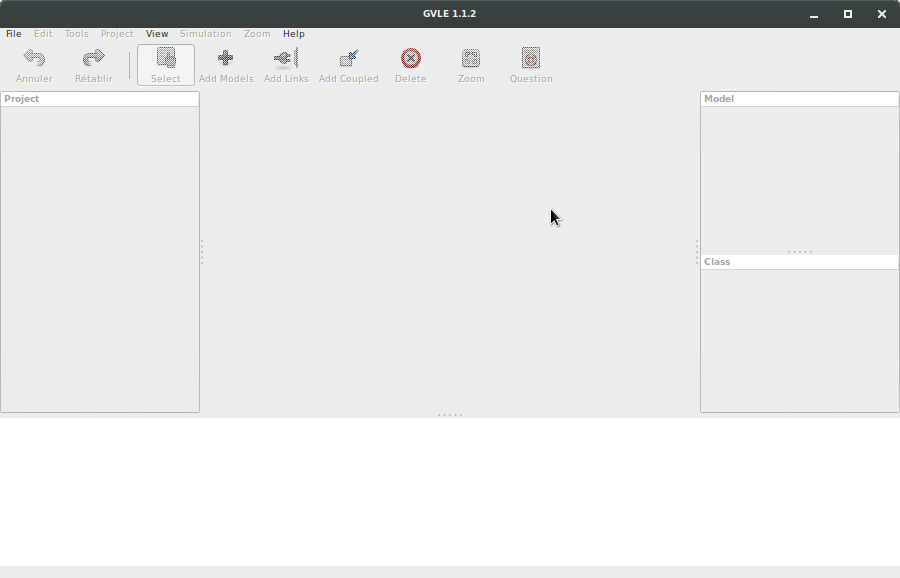 GVLE 1.1.2
File Edit Tools Project View Simulation Zoom Help
Annuler Rétablir Select Add Models Add Links Add Coupled Delete Zoom Question
Project
Model
Class